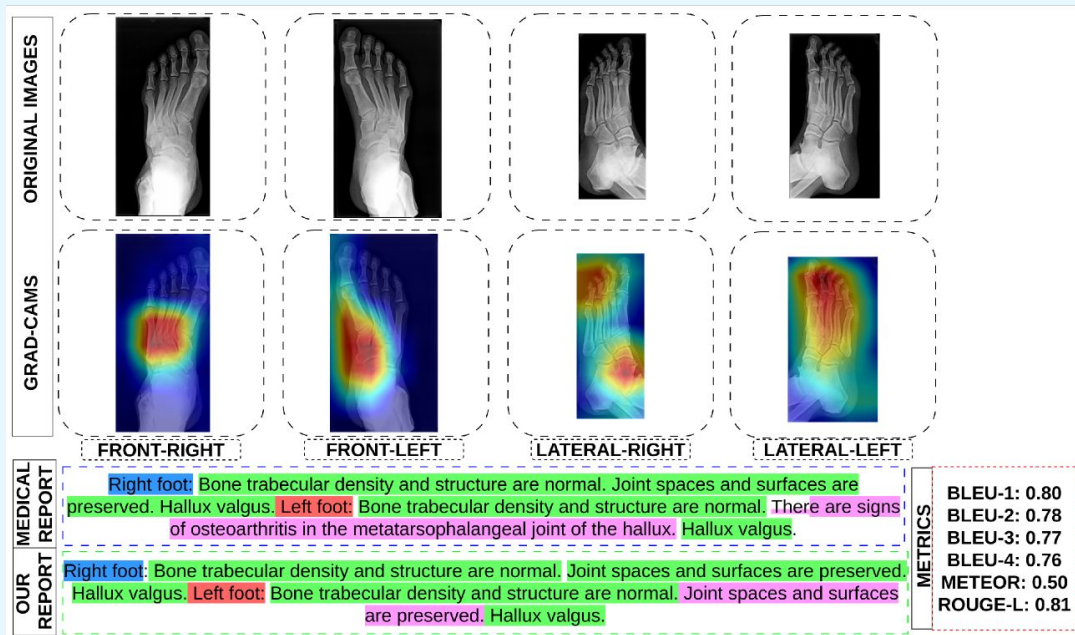 ORIGINAL IMAGES
GRAD-CAMS
FRONT-RIGHT
FRONT-LEFT
LATERAL-RIGHT
LATERAL-LEFT
MEDICAL
REPORT
Right foot: Bone trabecular density and structure are normal. Joint spaces and surfaces are
preserved. Hallux valgus. Left foot: Bone trabecular density and structure are normal. There are signs
of osteoarthritis in the metatarsophalangeal joint of the hallux. Hallux valgus.
OUR
REPORT
Right foot: Bone trabecular density and structure are normal. Joint spaces and surfaces are preserved.
Hallux valgus. Left foot: Bone trabecular density and structure are normal. Joint spaces and surfaces
are preserved. Hallux valgus.
METRICS
BLEU-1: 0.80
BLEU-2: 0.78
BLEU-3: 0.77
BLEU-4: 0.76
METEOR: 0.50
ROUGE-L: 0.81